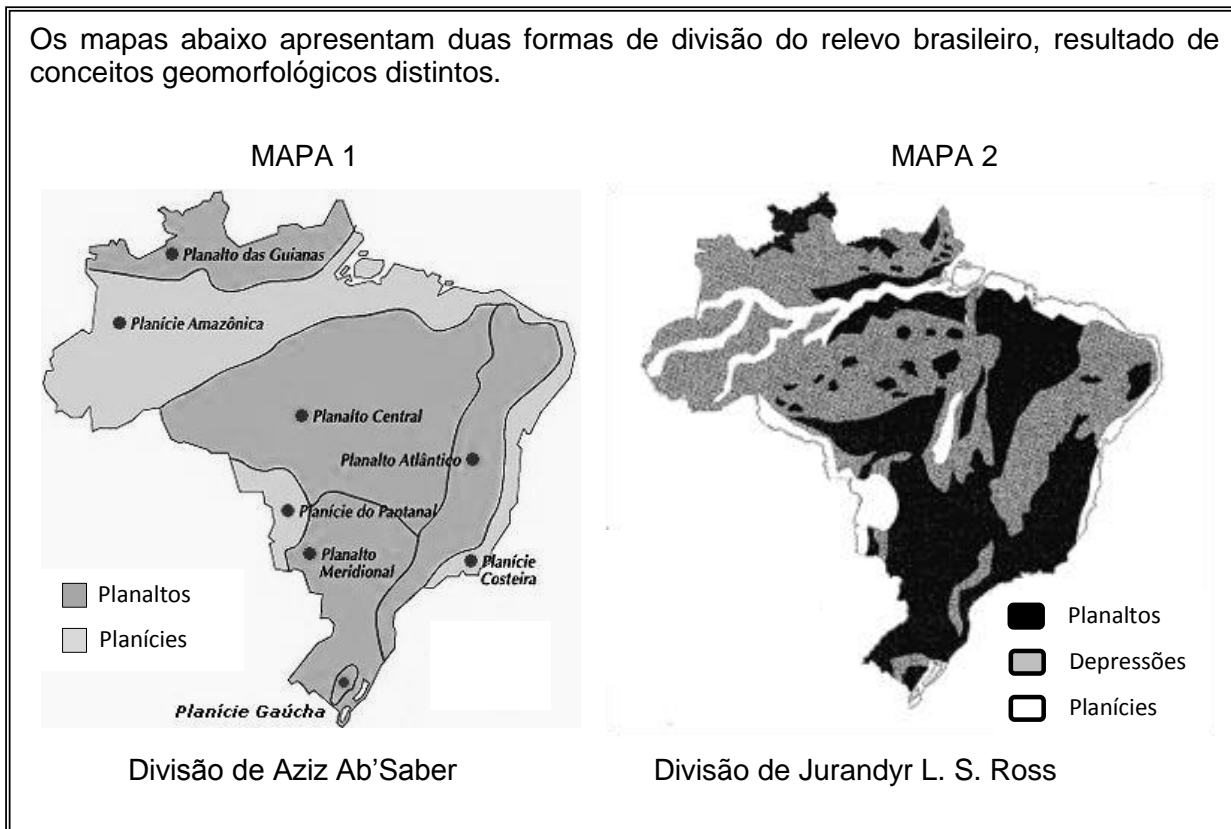 Os mapas abaixo apresentam duas formas de divisão do relevo brasileiro, resultado de
conceitos geomorfológicos distintos.
MAPA 1
MAPA 2
Planalto das Guianas
Planície Amazônica
Planalto Central
Planalto Atlântico
Planície do Pantanal
Planalto
Meridional
Planície
Costeira
Planaltos
Planícies
Planície Gaúcha
Planaltos
Depressões
Planícies
Divisão de Aziz Ab’Saber
Divisão de Jurandyr L. S. Ross